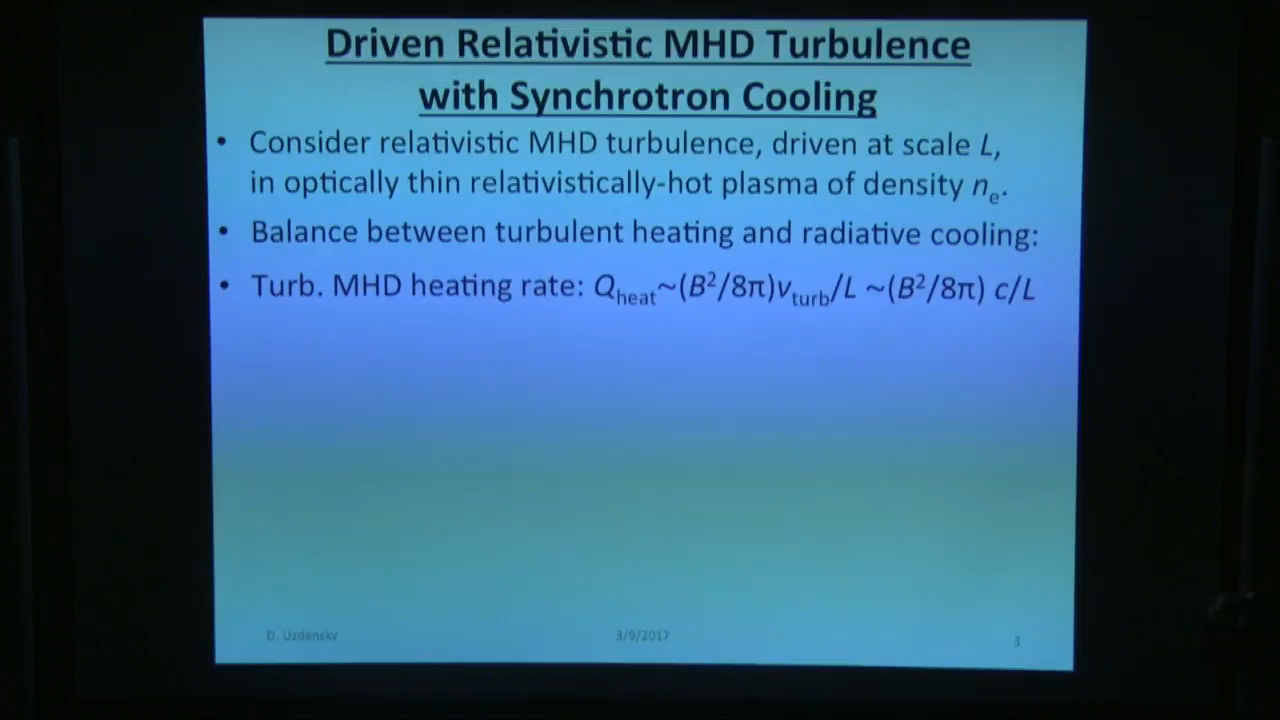 Driven Relativistic MHD Turbulence
with Synchrotron Cooling
• Consider relativistic MHD turbulence, driven at scale L,
in optically thin relativistically-hot plasma of density nₑ.
• Balance between turbulent heating and radiative cooling:
• Turb. MHD heating rate: Q_heat~(B²/8π)v_turb/L ~(B²/8π) c/L
D. Uzdensky
3/9/2017
3